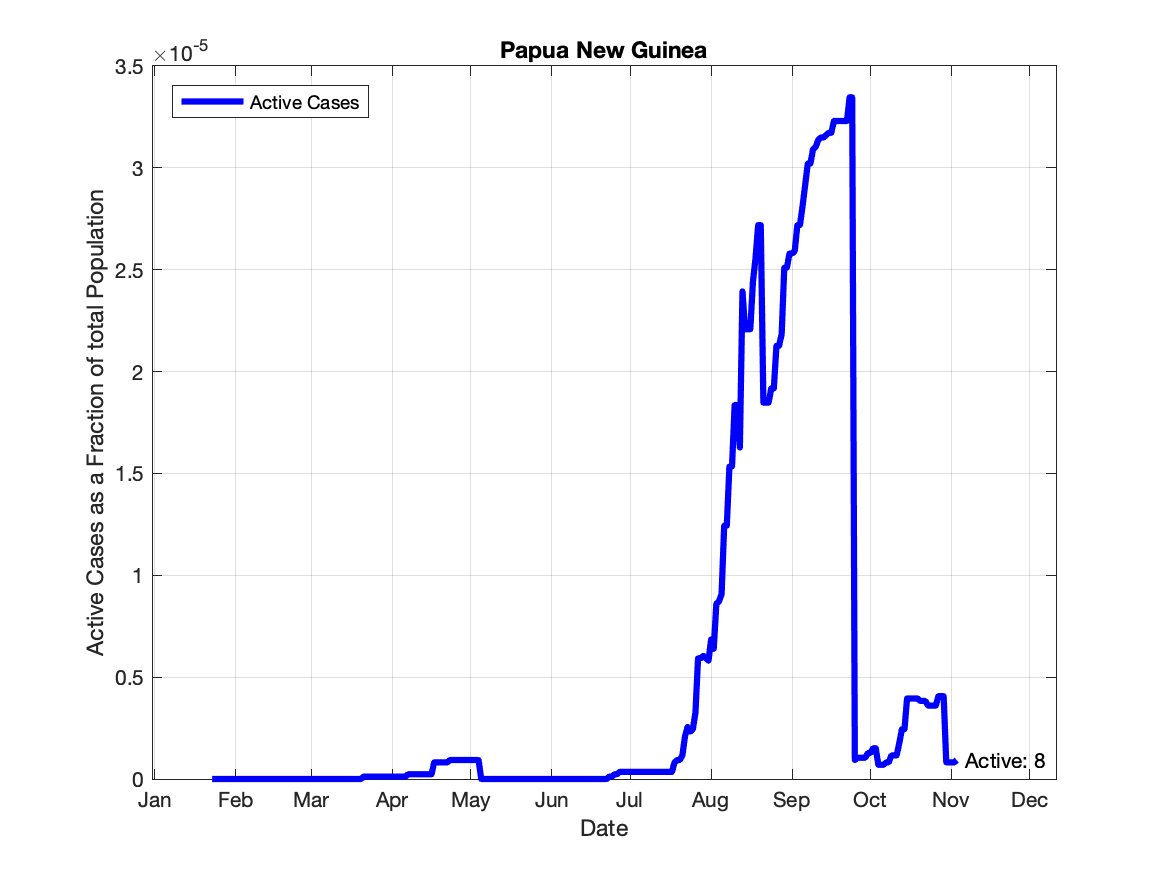 Papua New Guinea
×10-5
Active Cases
3.5
3
2.5
2
1.5
1
0.5
0
Active Cases as a Fraction of total Population
Active: 8
Jan Feb Mar Apr May Jun Jul Aug Sep Oct Nov Dec
Date